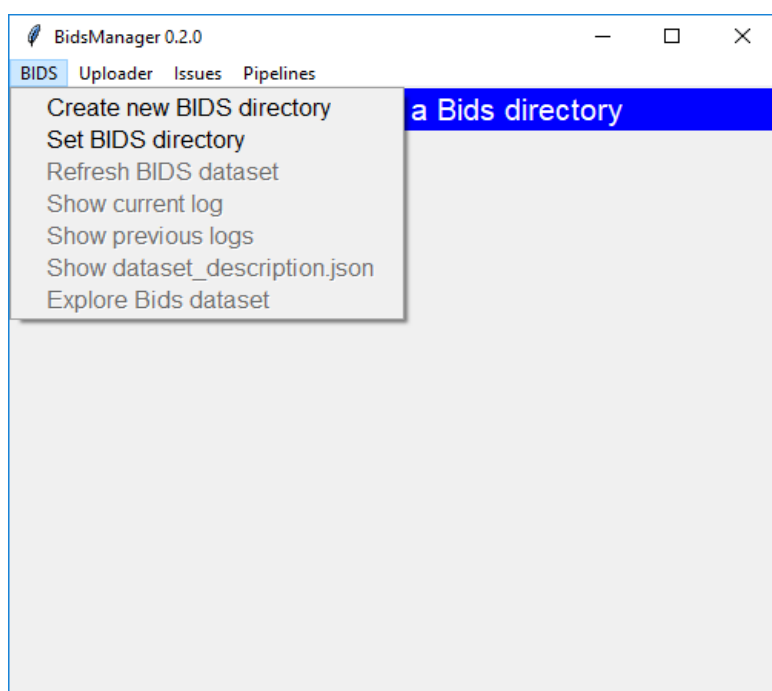 BidsManager 0.2.0
BIDS Uploader Issues Pipelines
a Bids directory
Create new BIDS directory
Set BIDS directory
Refresh BIDS dataset
Show current log
Show previous logs
Show dataset_description.json
Explore Bids dataset